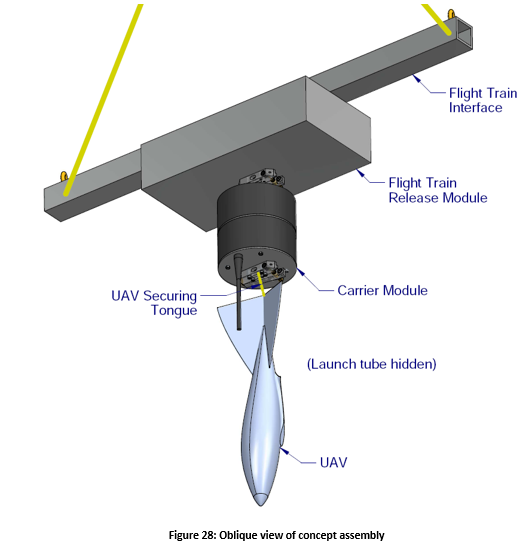 Flight Train
Interface
Flight Train
Release Module
UAV Securing
Tongue
Carrier Module
(Launch tube hidden)
UAV
Figure 28: Oblique view of concept assembly